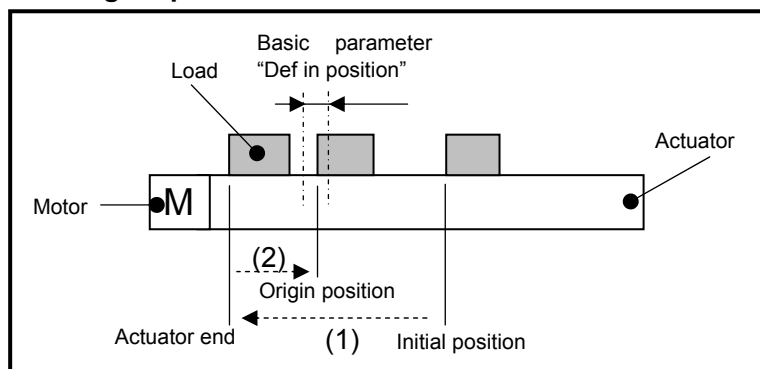 Basic parameter
“Def in position”
Load
Actuator
Motor
M
(2)
Origin position
Actuator end
(1)
Initial position